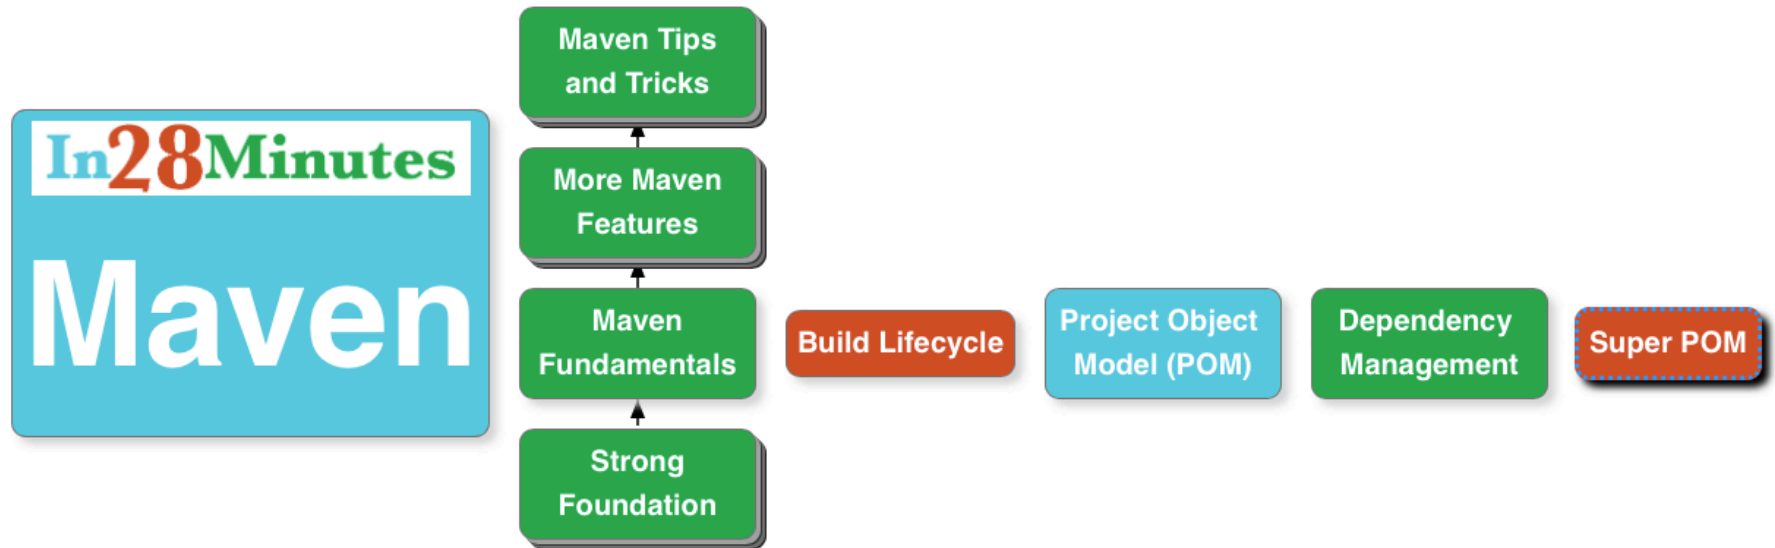 In28Minutes
Maven
Maven Tips
and Tricks
More Maven
Features
Maven
Fundamentals
Strong
Foundation
Build Lifecycle
Project Object
Model (POM)
Dependency
Management
Super POM